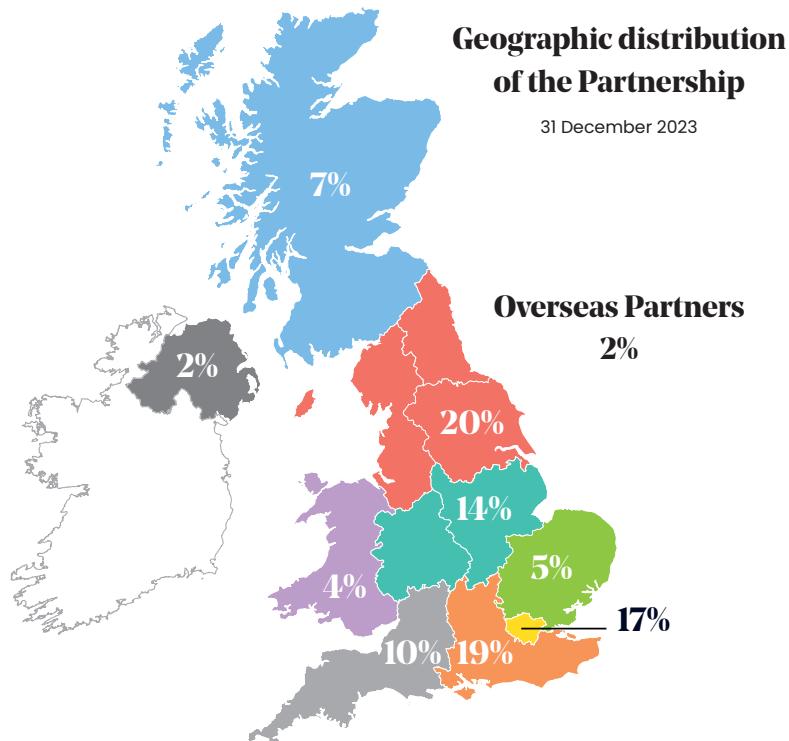 Geographic distribution
of the Partnership
31 December 2023
7%
Overseas Partners
2%
2%
20%
14%
5%
4%
17%
10%
19%